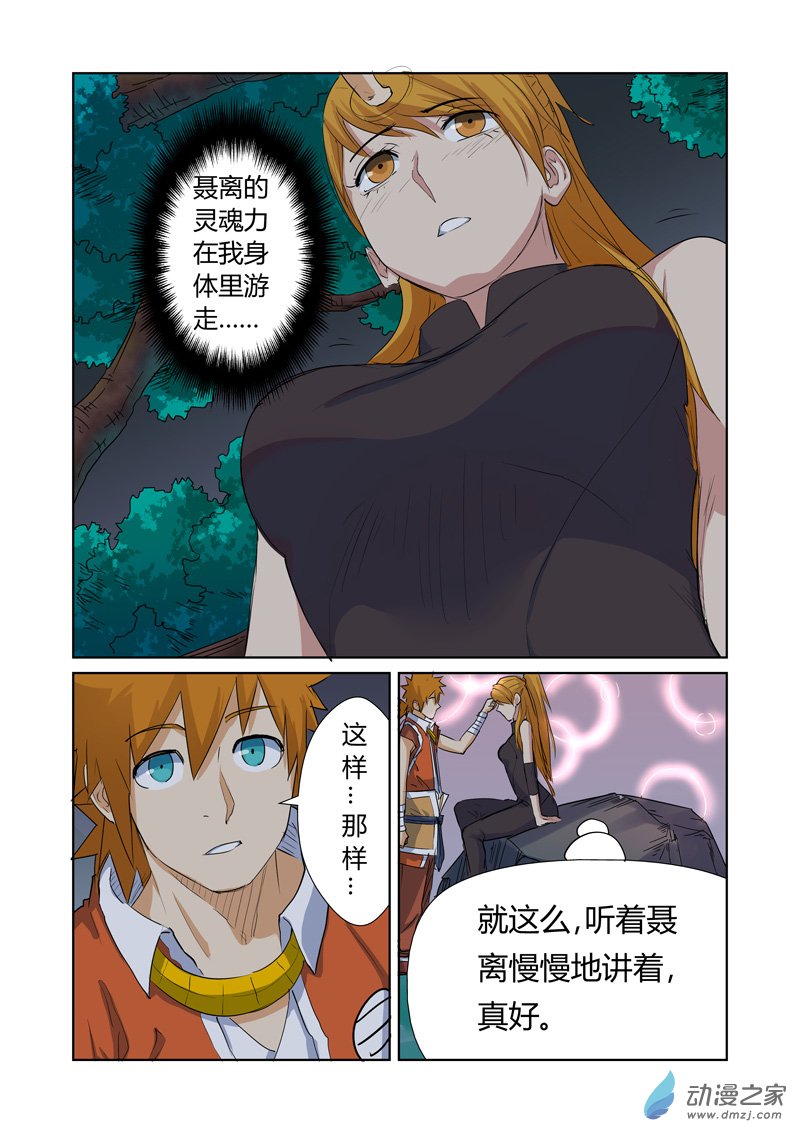 聂离的
灵魂力
在我身
体里游
走……
这样…那样…
就这么,听着聂
离慢慢地讲着,
真好。
动漫之家
www.dmzj.com